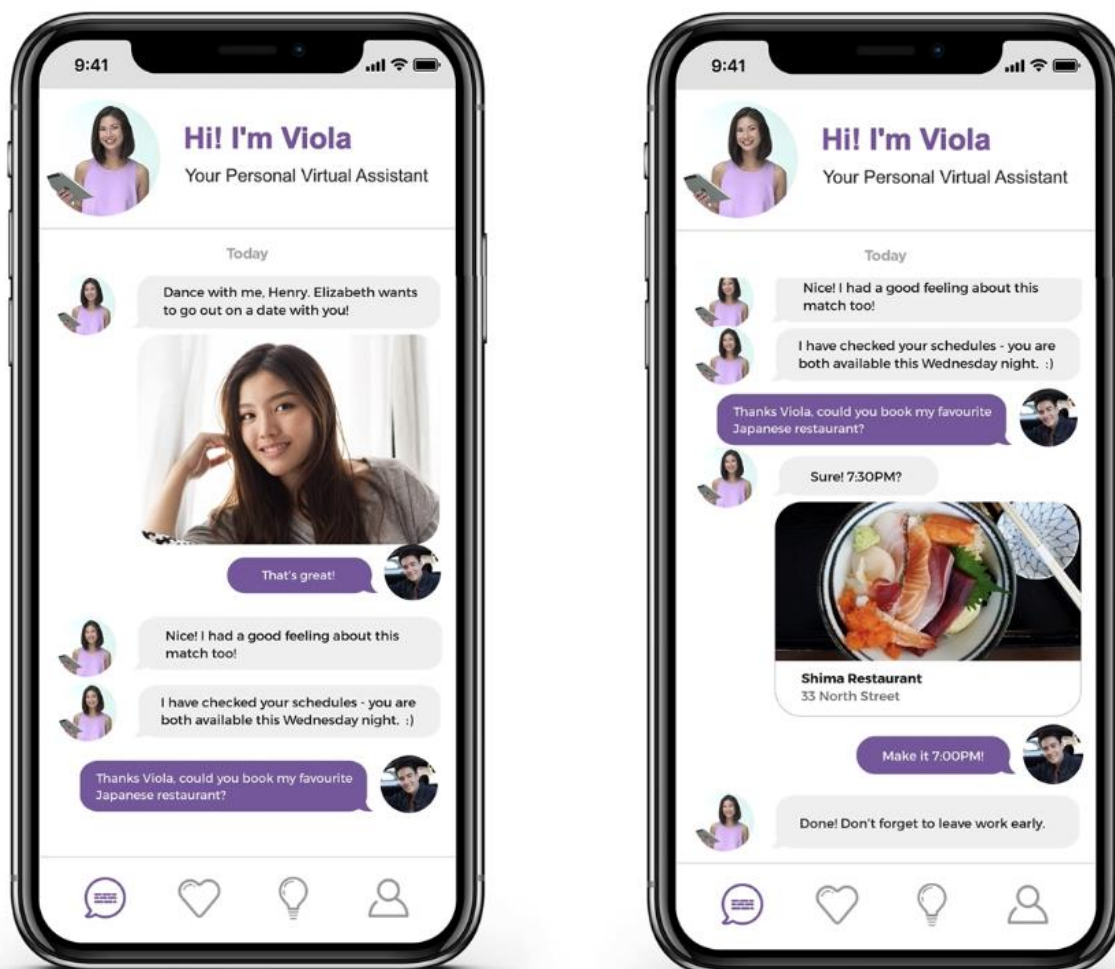 9:41
Hi! I'm Viola
Your Personal Virtual Assistant
Today
Dance with me, Henry. Elizabeth wants
to go out on a date with you!
That's great!
Nice! I had a good feeling about this
match too!
I have checked your schedules - you are
both available this Wednesday night. :)
Thanks Viola, could you book my favourite
Japanese restaurant?
9:41
Hi! I'm Viola
Your Personal Virtual Assistant
Today
Nice! I had a good feeling about this
match too!
I have checked your schedules - you are
both available this Wednesday night. :)
Thanks Viola, could you book my favourite
Japanese restaurant?
Sure! 7:30PM?
Shima Restaurant
33 North Street
Make it 7:00PM!
Done! Don't forget to leave work early.